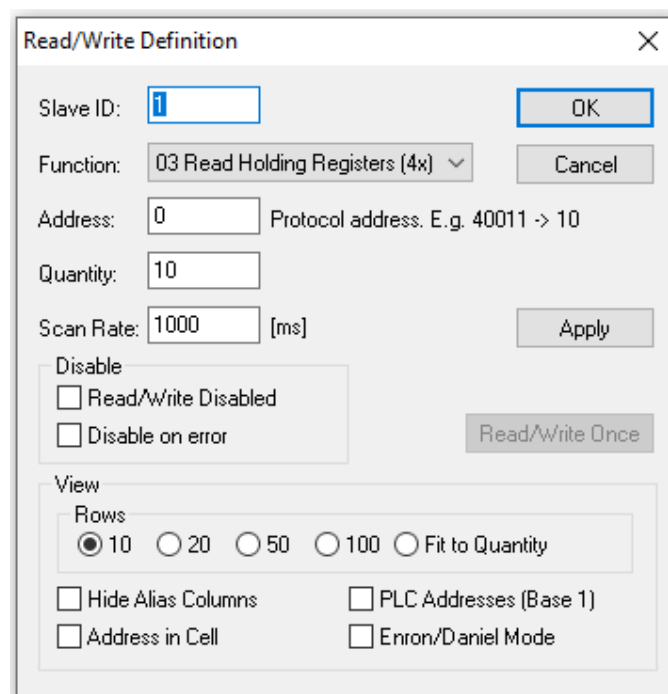 Read/Write Definition
Slave ID: 1 OK
Function: 03 Read Holding Registers (4x) Cancel
Address: 0 Protocol address. E.g. 40011 -> 10
Quantity: 10
Scan Rate: 1000 [ms] Apply
Disable
Read/Write Disabled
Disable on error Read/Write Once
View
Rows
10 20 50 100 Fit to Quantity
Hide Alias Columns PLC Addresses (Base 1)
Address in Cell Enron/Daniel Mode